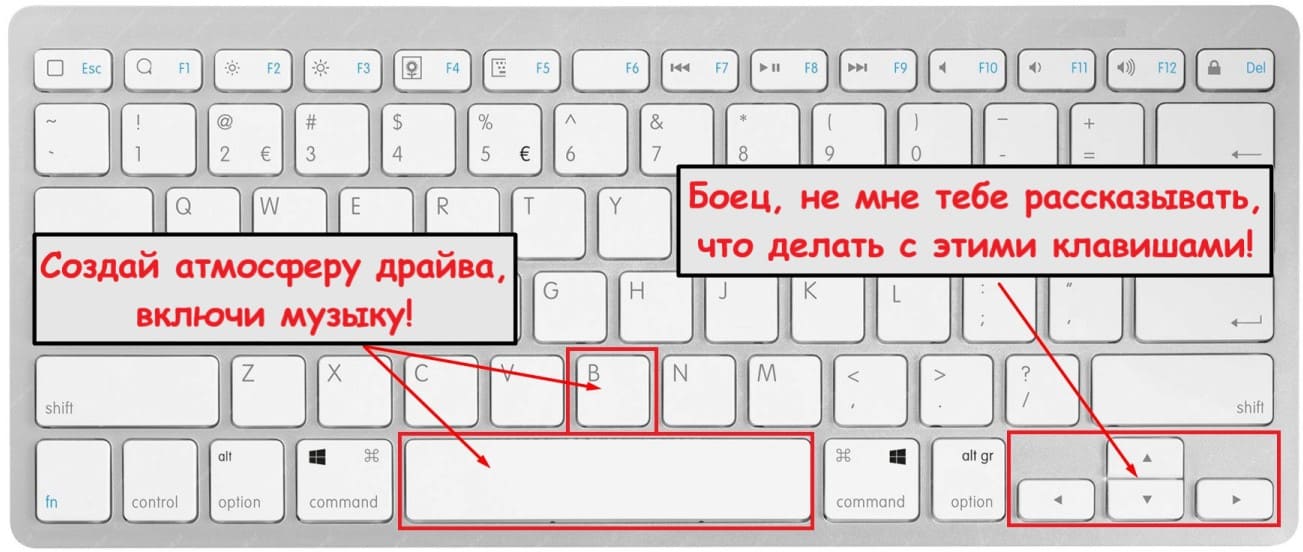 Esc F1 F2 F3 F4 F5 F6 F7 F8 F9 F10 F11 F12 Del
~ ! @ # $ % ^ & * ( ) – +
` 1 2 € 3 4 5 € 6 7 8 9 0 - =
Q W E R T Y
Боец, не мне тебе рассказывать,
что делать с этими клавишами!
Создай атмосферу драйва,
включи музыку!
G H J K L : "
; ,
Z X C V B N M < > ?
shift , . / shift
alt ⌘ ⌘ alt gr
fn control option command command option